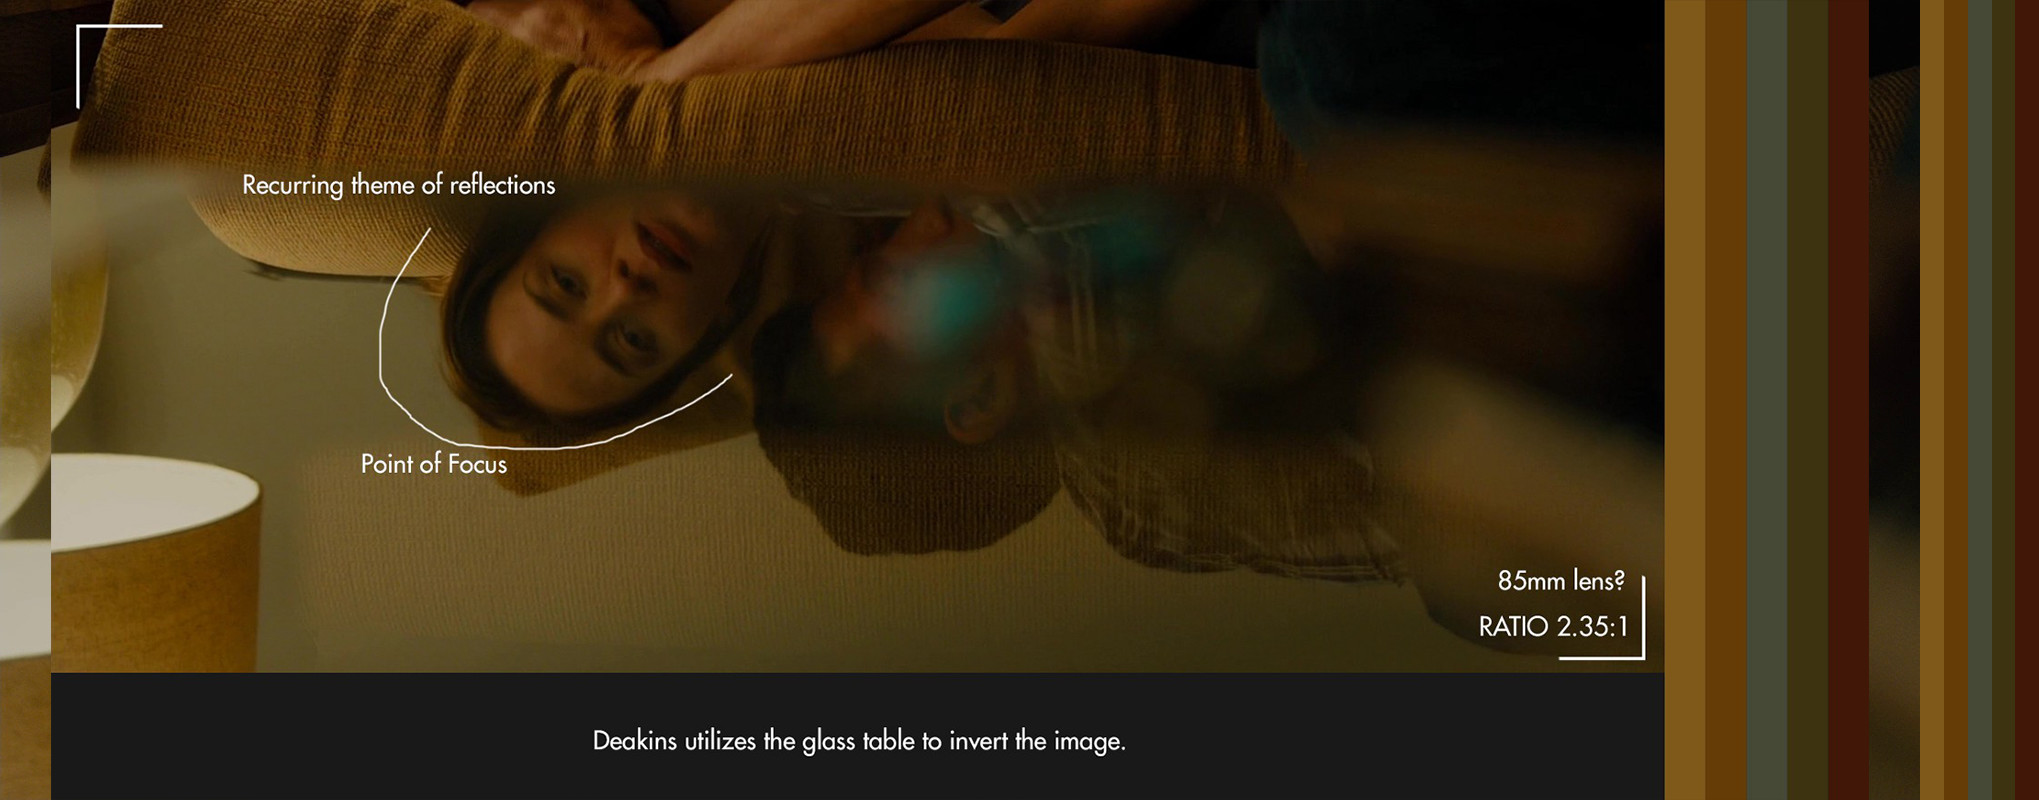 Recurring theme of reflections
Point of Focus
85mm lens?
RATIO 2.35:1
Deakins utilizes the glass table to invert the image.